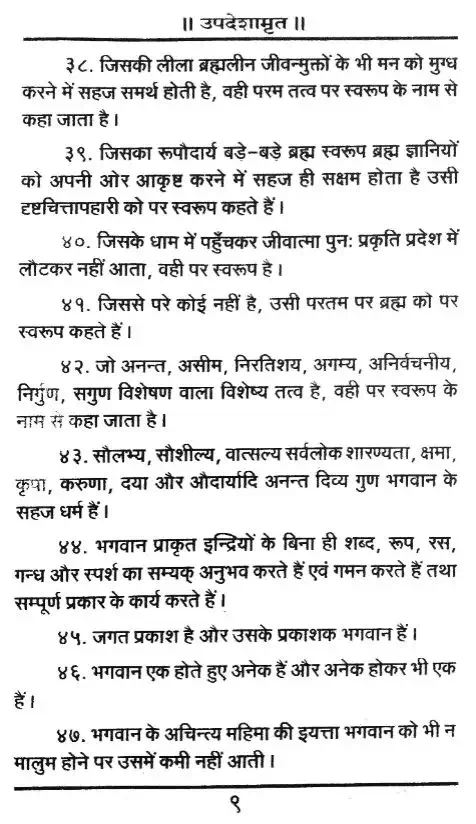 ॥ उपदेशामृत ॥
३८. जिसकी लीला ब्रह्मलीन जीवन्मुक्तों के भी मन को मुग्ध
करने में सहज समर्थ होती है, वही परम तत्व पर स्वरूप के नाम से
कहा जाता है।
३९. जिसका रूपौदार्य बड़े-बड़े ब्रह्म स्वरूप ब्रह्म ज्ञानियों
को अपनी ओर आकृष्ट करने में सहज ही सक्षम होता है उसी
दृष्टचित्तापहारी को पर स्वरूप कहते हैं।
४०. जिसके धाम में पहुँचकर जीवात्मा पुनः प्रकृति प्रदेश में
लौटकर नहीं आता, वही पर स्वरूप है।
४१. जिससे परे कोई नहीं है, उसी परतम पर ब्रह्म को पर
स्वरूप कहते हैं।
४२. जो अनन्त, असीम, निरतिशय, अगम्य, अनिर्वचनीय,
निर्गुण, सगुण विशेषण वाला विशेष्य तत्व है, वही पर स्वरूप के
नाम से कहा जाता है।
४३. सौलभ्य, सौशील्य, वात्सल्य सर्वलोक शारण्यता, क्षमा,
कृपा, करुणा, दया और औदार्यादि अनन्त दिव्य गुण भगवान के
सहज धर्म हैं।
४४. भगवान प्राकृत इन्द्रियों के बिना ही शब्द, रूप, रस,
गन्ध और स्पर्श का सम्यक् अनुभव करते हैं एवं गमन करते हैं तथा
सम्पूर्ण प्रकार के कार्य करते हैं।
४५. जगत प्रकाश है और उसके प्रकाशक भगवान हैं।
४६. भगवान एक होते हुए अनेक हैं और अनेक होकर भी एक
हैं।
४७. भगवान के अचिन्त्य महिमा की इयत्ता भगवान को भी न
मालुम होने पर उसमें कमी नहीं आती।
९